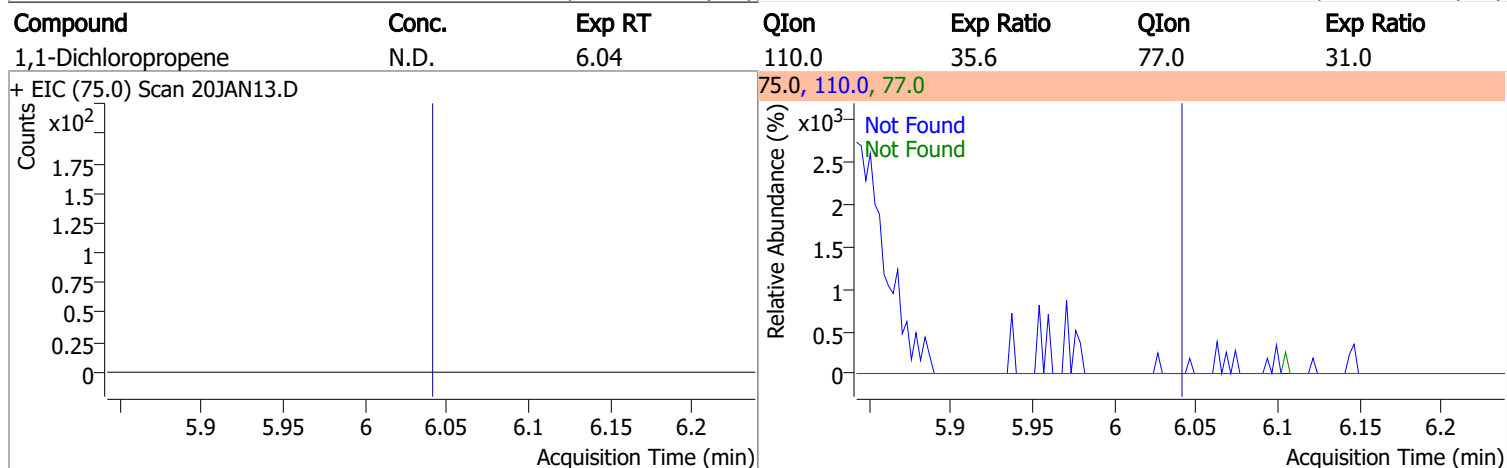 Compound Conc. Exp RT QIon Exp Ratio QIon Exp Ratio
1,1-Dichloropropene N.D. 6.04 110.0 35.6 77.0 31.0
+ EIC (75.0) Scan 20JAN13.D
Counts
x10²
1.75
1.5
1.25
1
0.75
0.5
0.25
0
5.9 5.95 6 6.05 6.1 6.15 6.2
Acquisition Time (min)
75.0, 110.0, 77.0
Relative Abundance (%)
x10³
Not Found
Not Found
2.5
2
1.5
1
0.5
0
5.9 5.95 6 6.05 6.1 6.15 6.2
Acquisition Time (min)